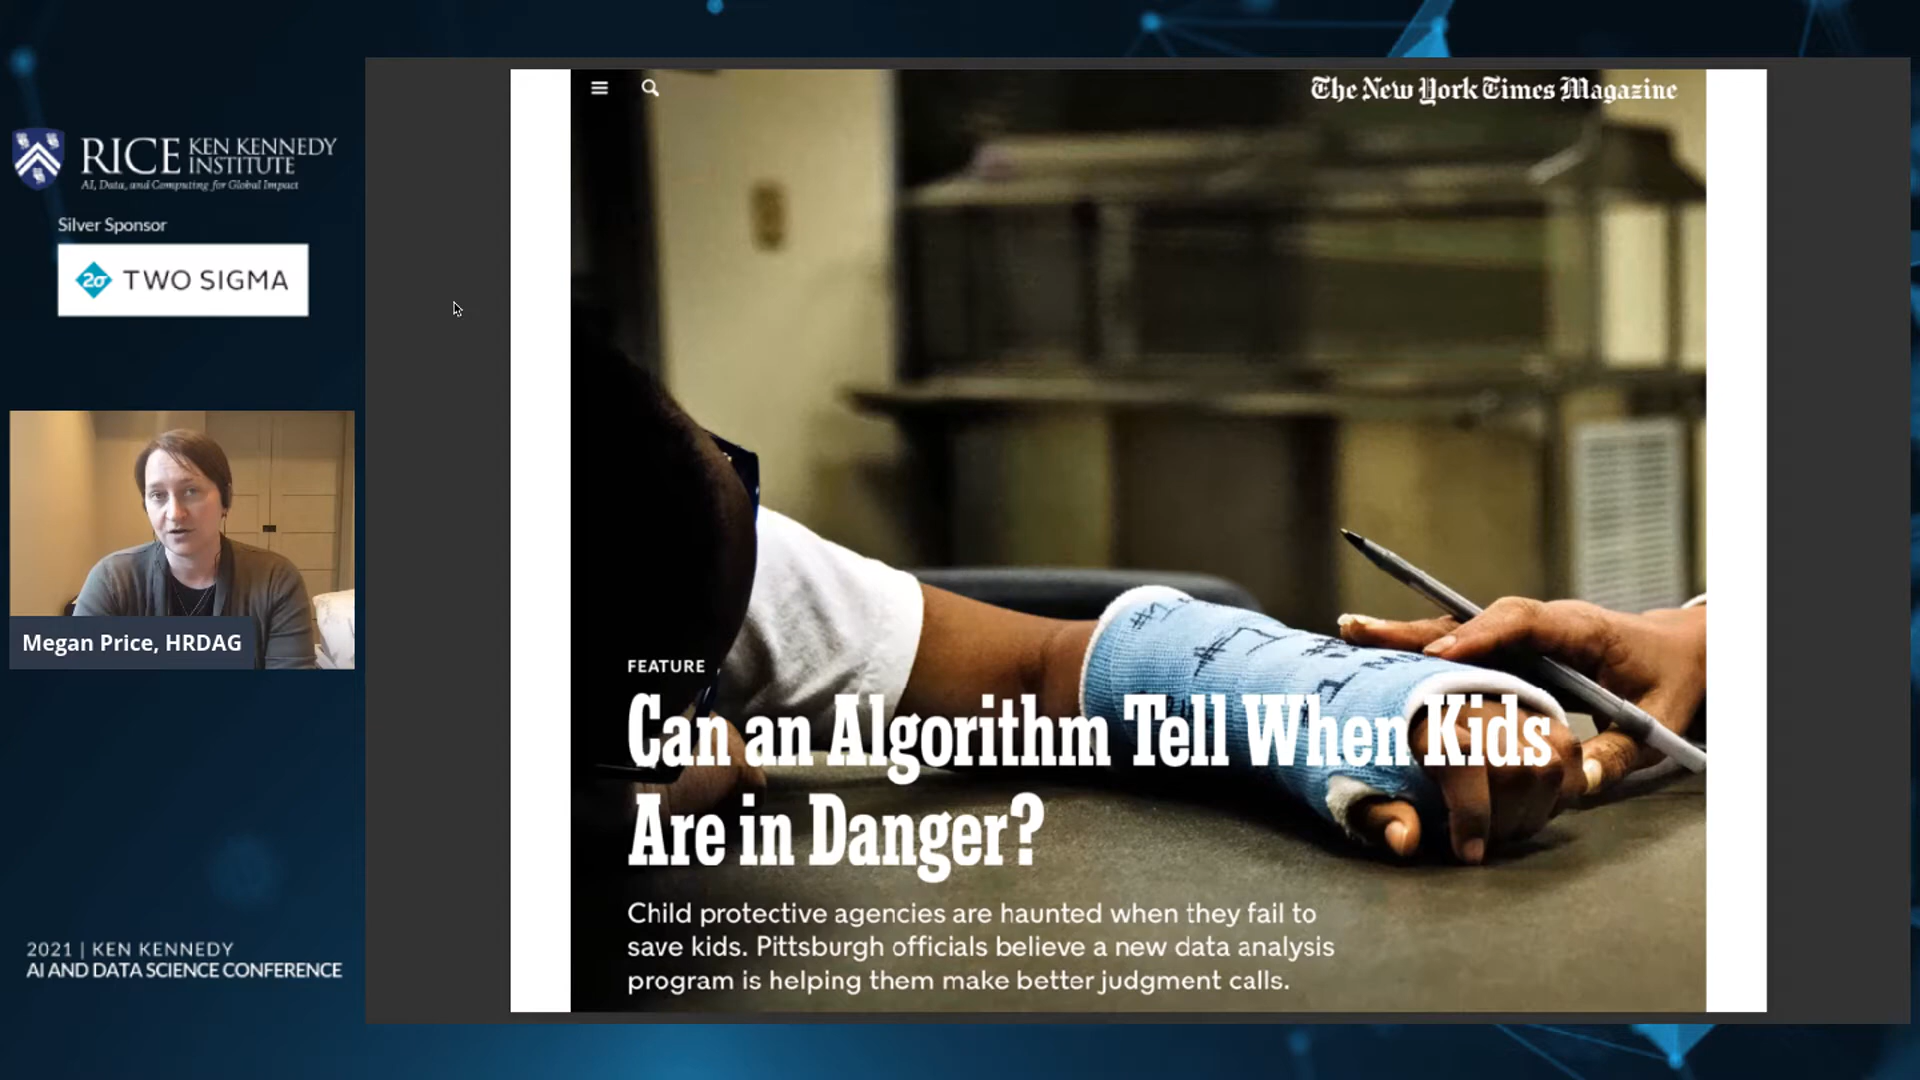 RICE KEN KENNEDY
INSTITUTE
AI, Data, and Computing for Global Impact
Silver Sponsor
2σ TWO SIGMA
Megan Price, HRDAG
2021 | KEN KENNEDY
AI AND DATA SCIENCE CONFERENCE
The New York Times Magazine
#1
#1
FEATURE
Can an Algorithm Tell When Kids
Are in Danger?
Child protective agencies are haunted when they fail to
save kids. Pittsburgh officials believe a new data analysis
program is helping them make better judgment calls.